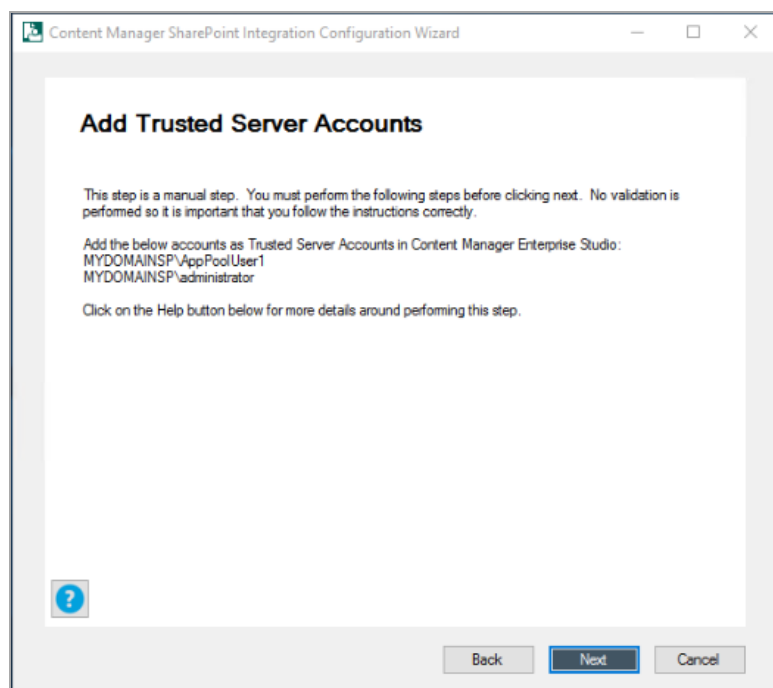 Content Manager SharePoint Integration Configuration Wizard
Add Trusted Server Accounts
This step is a manual step. You must perform the following steps before clicking next. No validation is
performed so it is important that you follow the instructions correctly.
Add the below accounts as Trusted Server Accounts in Content Manager Enterprise Studio:
MYDOMAINSP\AppPoolUser1
MYDOMAINSP\administrator
Click on the Help button below for more details around performing this step.
?
Back Next Cancel